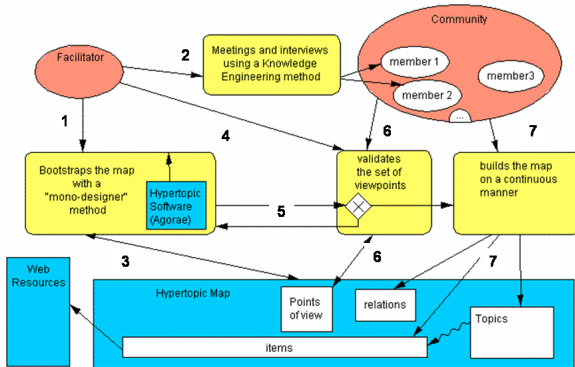 Community
Facilitator
2
Meetings and interviews
using a Knowledge
Engineering method
member 1
member3
member 2
...
1
4
6
7
Bootstraps the map
with a
"mono-designer"
method
Hypertopic
Software
(Agorae)
validates
the set of
viewpoints
builds the map
on a continuous
manner
5
3
6
7
Web
Resources
Hypertopic Map
Points
of view
relations
Topics
items